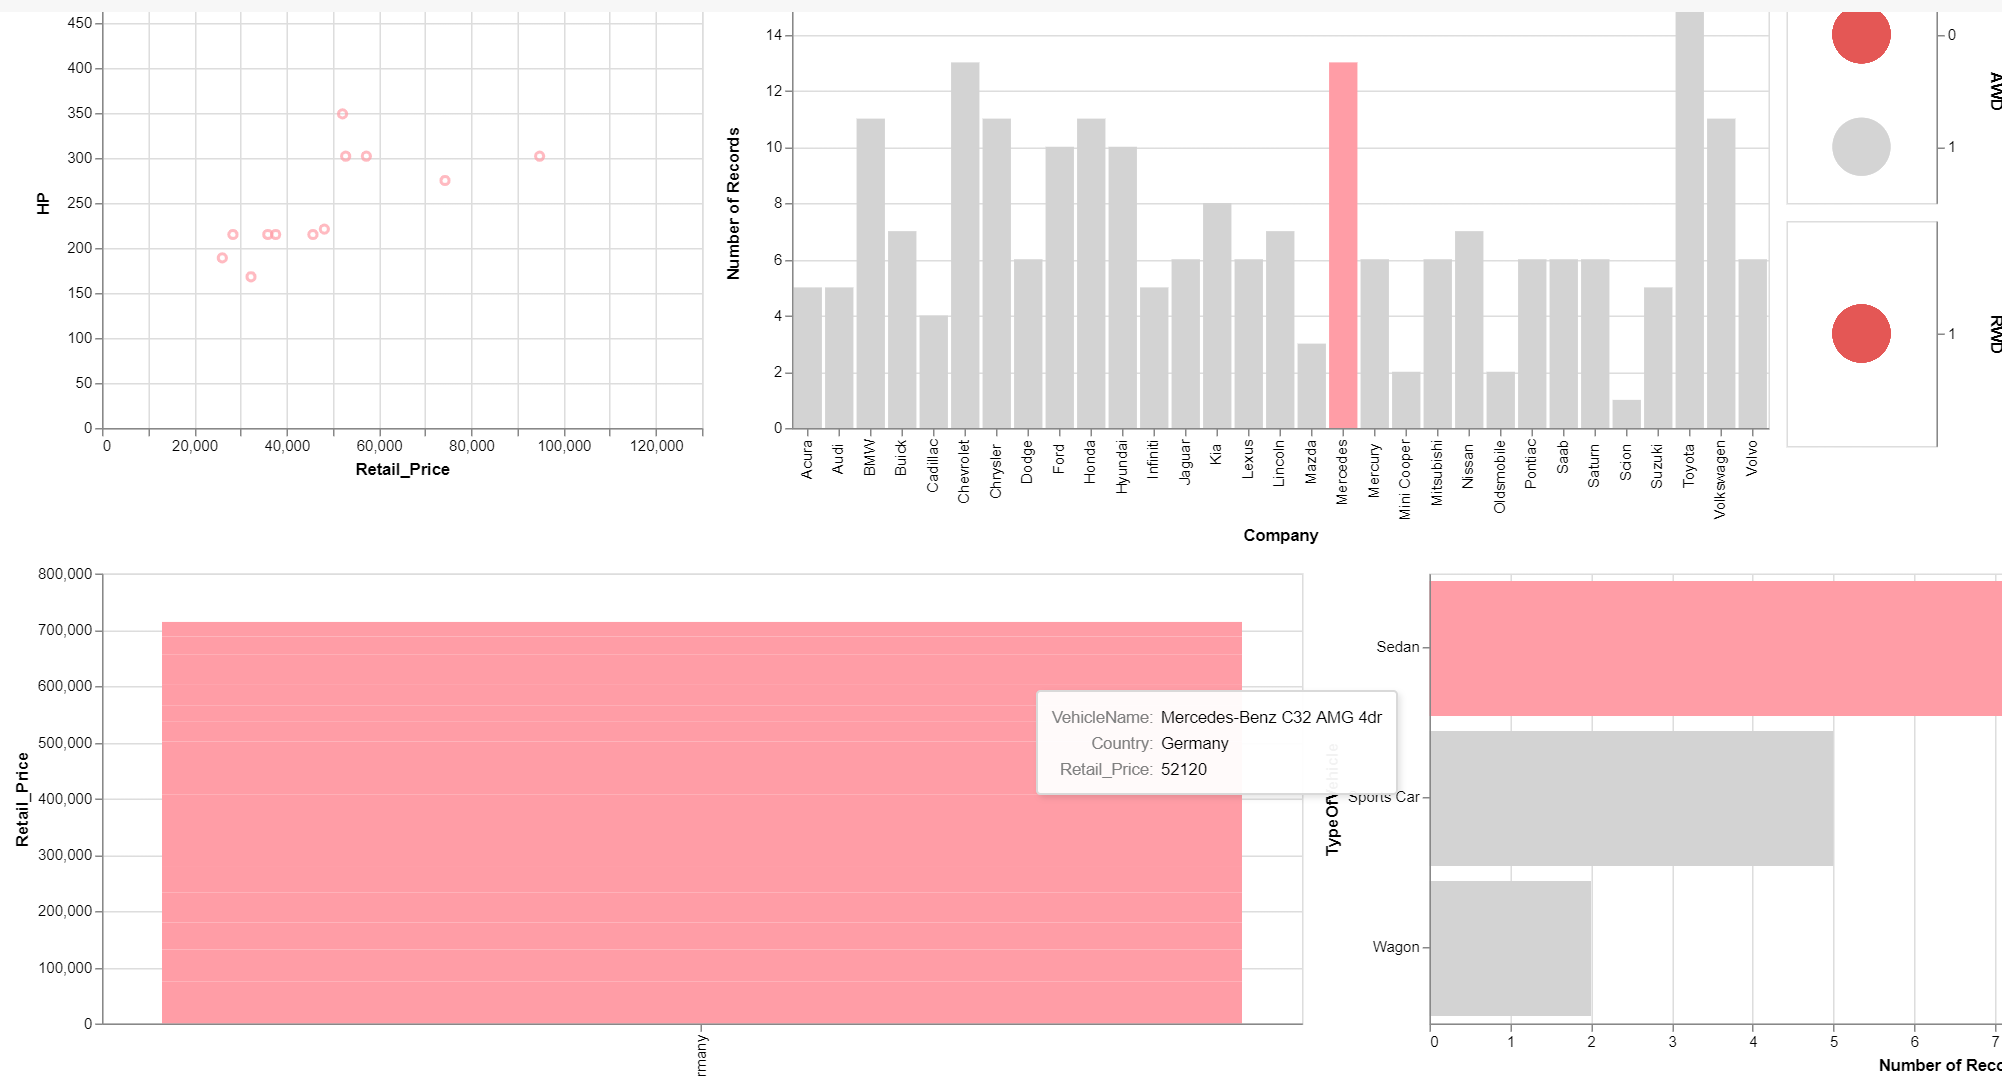 450
400
350
300
250
200
150
100
50
0
HP
0 20,000 40,000 60,000 80,000 100,000 120,000
Retail_Price
14
12
10
8
6
4
2
0
Number of Records
Acura Audi BMW Buick Cadillac Chevrolet Chrysler Dodge Ford Honda Hyundai Infiniti Jaguar Kia Lexus Lincoln Mazda Mercedes Mercury Mini Cooper Mitsubishi Nissan Oldsmobile Pontiac Saab Saturn Scion Suzuki Toyota Volkswagen Volvo
Company
0
1
AWD
1
RWD
800,000
700,000
600,000
500,000
400,000
300,000
200,000
100,000
0
Retail_Price
rmany
VehicleName: Mercedes-Benz C32 AMG 4dr
Country: Germany
Retail_Price: 52120
TypeOfVehicle
Sedan
Sports Car
Wagon
0 1 2 3 4 5 6 7
Number of Reco